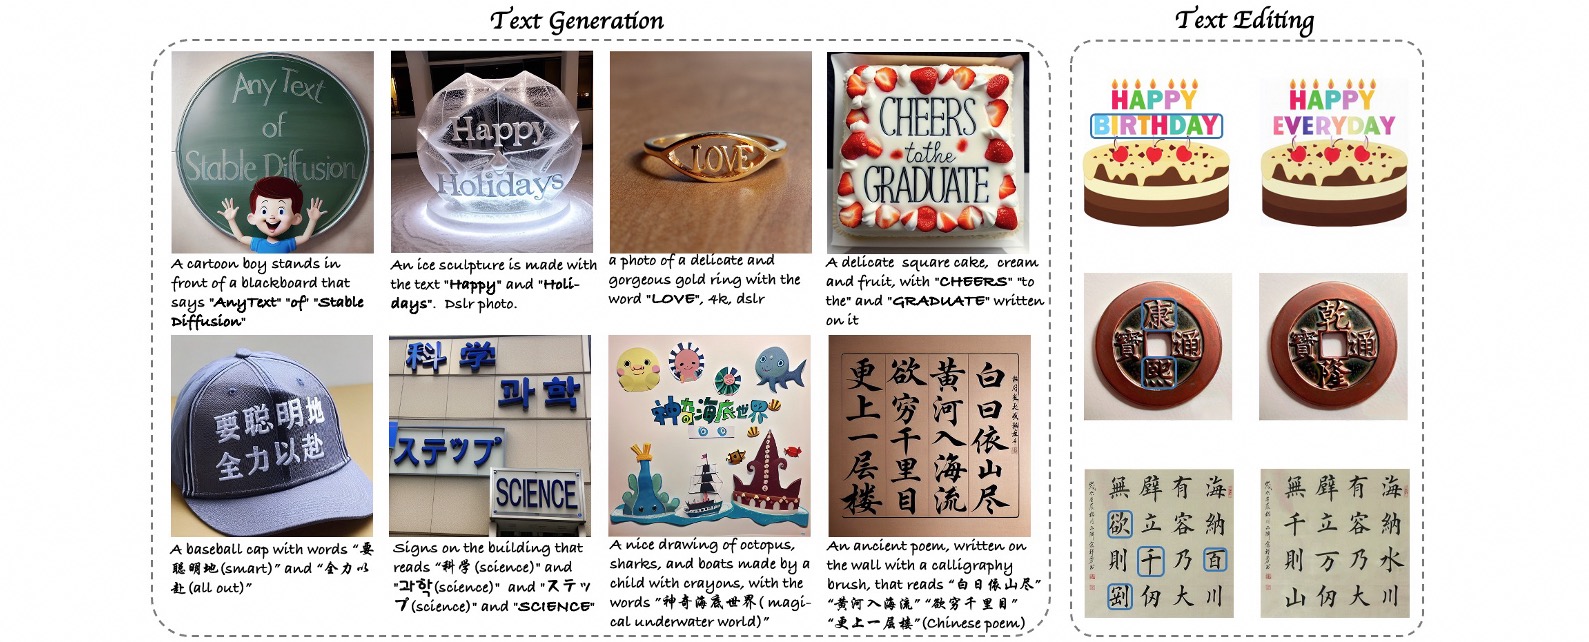 Text Generation
Any Text
of
Stable Diffusion
A cartoon boy stands in
front of a blackboard that
says "AnyText" "of" "Stable
Diffusion"
Happy
Holidays
An ice sculpture is made with
the text "Happy" and "Holi-
days". Dslr photo.
LOVE
a photo of a delicate and
gorgeous gold ring with the
word "LOVE", 4k, dslr
CHEERS
tothe
GRADUATE
A delicate square cake, cream
and fruit, with "CHEERS" "to
the" and "GRADUATE" written
on it
要聪明地
全力以赴
A baseball cap with words "要
聪明地(smart)" and "全力以
赴(all out)"
科学
과학
ステップ
SCIENCE
Signs on the building that
reads "科学(science)" and
"과학(science)" and "ステッ
プ(science)" and "SCIENCE"
神奇海底世界
A nice drawing of octopus,
sharks, and boats made by a
child with crayons, with the
words "神奇海底世界(magi-
cal underwater world)"
白日依山尽
黄河入海流
欲穷千里目
更上一层楼
An ancient poem, written on
the wall with a calligraphy
brush, that reads "白日依山尽"
"黄河入海流" "欲穷千里目"
"更上一层楼"(Chinese poem)
Text Editing
HAPPY
BIRTHDAY
HAPPY
EVERYDAY
康熙
通寶
乾隆
通寶
海納百川
有容乃大
壁立千仞
無欲則剛
海納水川
有容乃大
壁立万仞
無千則山